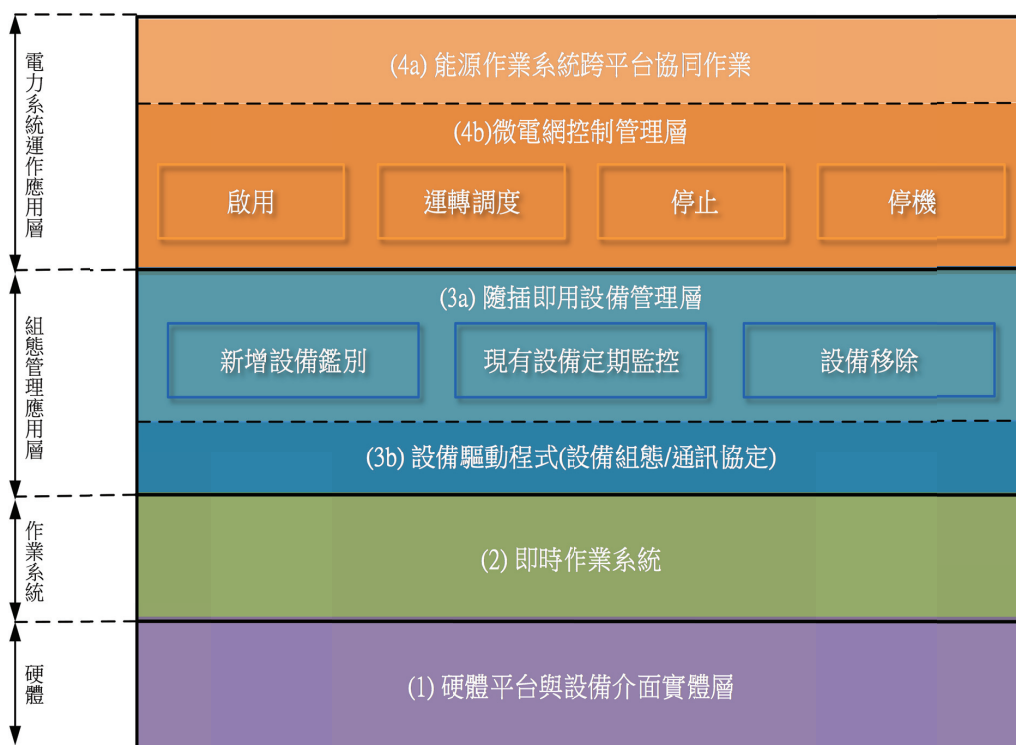 電力系統運作應用層
(4a) 能源作業系統跨平台協同作業
(4b)微電網控制管理層
啟用
運轉調度
停止
停機
組態管理應用層
(3a) 隨插即用設備管理層
新增設備鑑別
現有設備定期監控
設備移除
(3b) 設備驅動程式(設備組態/通訊協定)
作業系統
(2) 即時作業系統
硬體
(1) 硬體平台與設備介面實體層